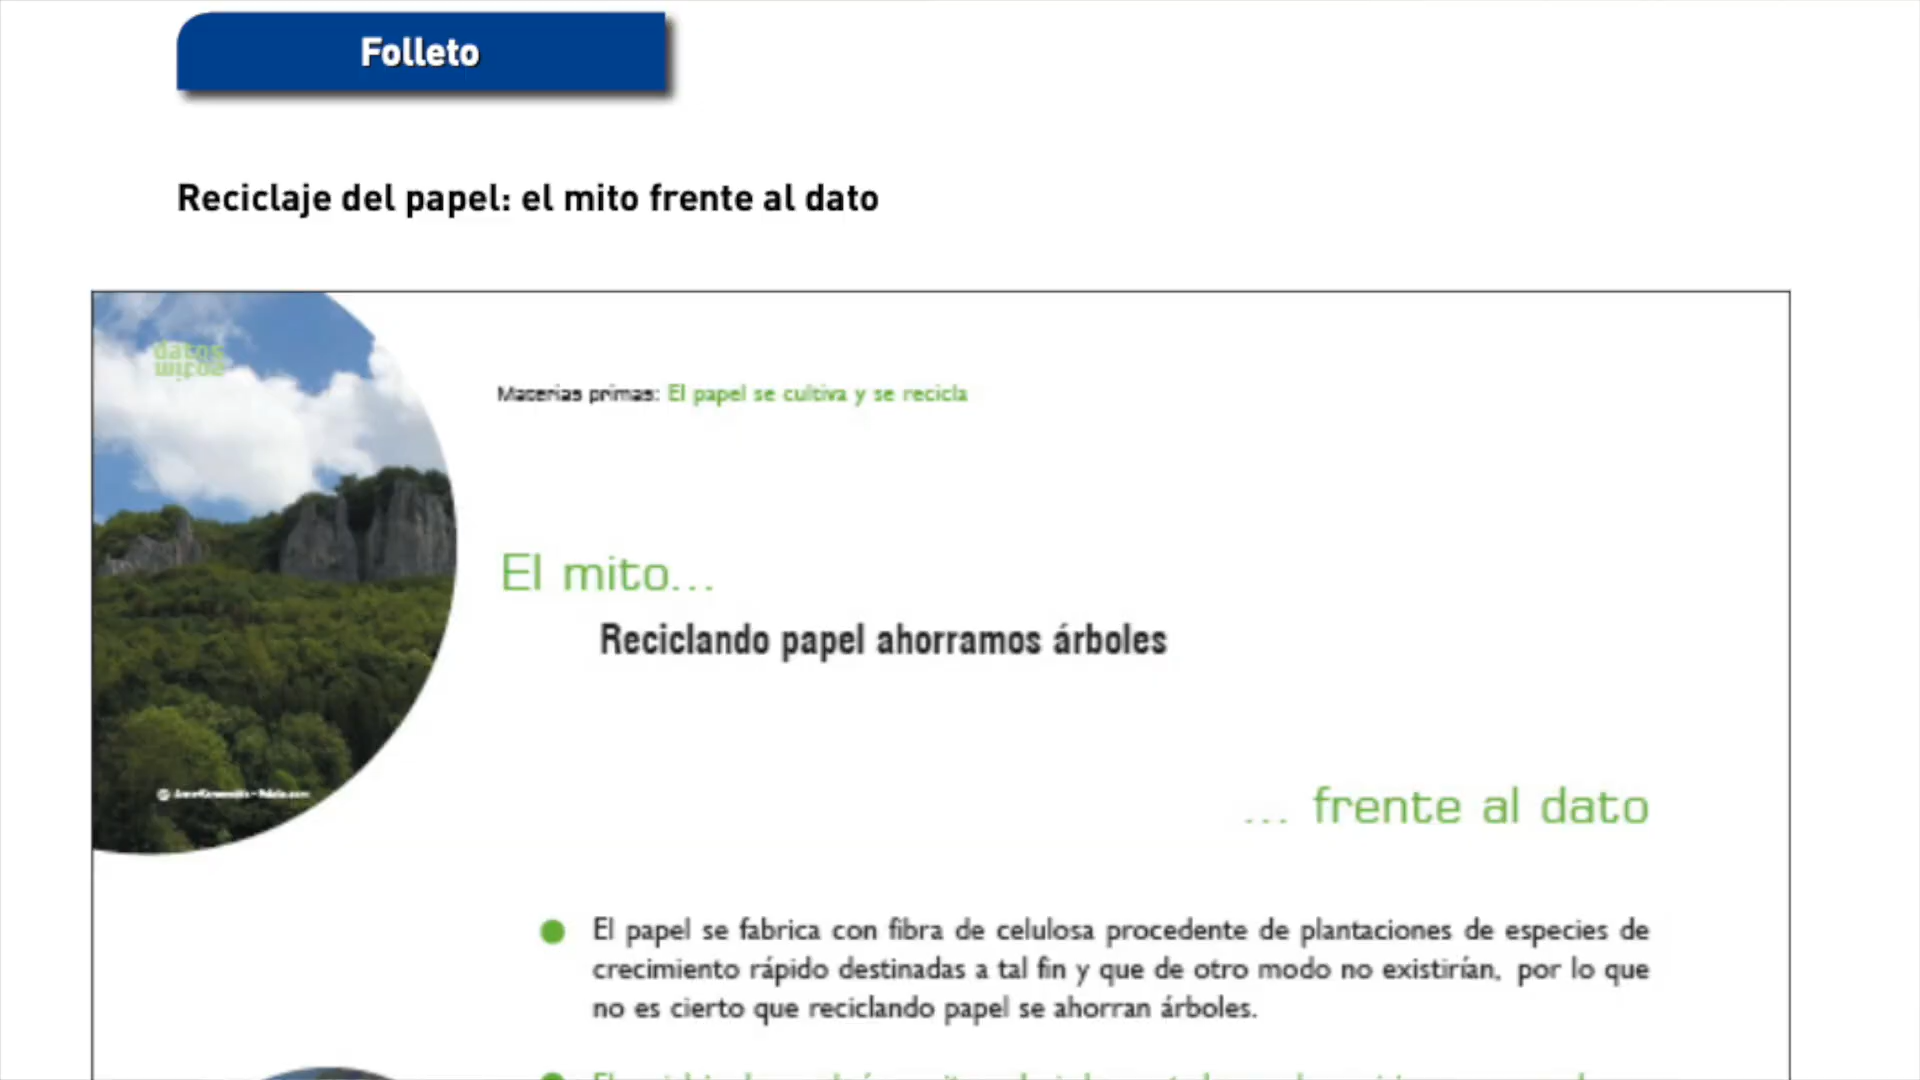 Folleto
Reciclaje del papel: el mito frente al dato
datos
Materias primas: El papel se cultiva y se recicla
El mito...
Reciclando papel ahorramos árboles
... frente al dato
El papel se fabrica con fibra de celulosa procedente de plantaciones de especies de
crecimiento rápido destinadas a tal fin y que de otro modo no existirían, por lo que
no es cierto que reciclando papel se ahorran árboles.